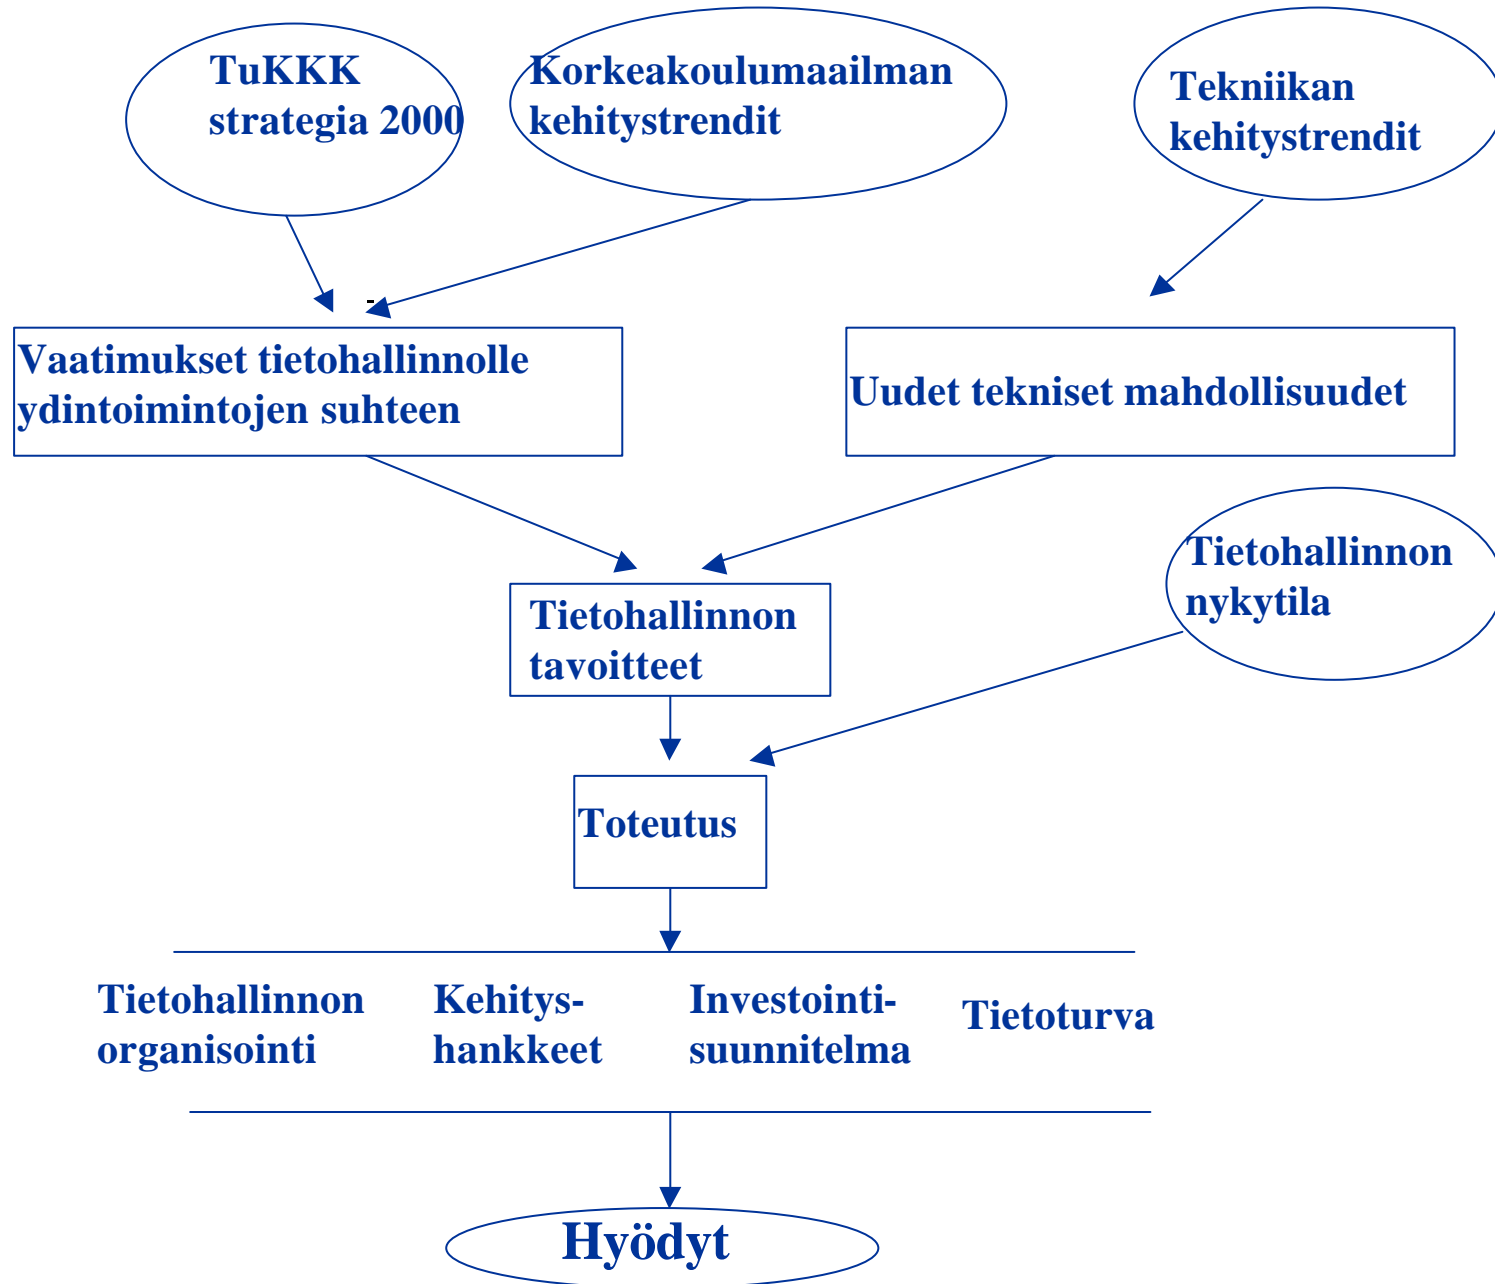 TuKKK
strategia 2000
Korkeakoulumaailman
kehitystrendit
Tekniikan
kehitystrendit
-
Vaatimukset tietohallinnolle
ydintoimintojen suhteen
Uudet tekniset mahdollisuudet
Tietohallinnon
nykytila
Tietohallinnon
tavoitteet
Toteutus
Tietohallinnon
organisointi
Kehitys-
hankkeet
Investointi-
suunnitelma
Tietoturva
Hyödyt